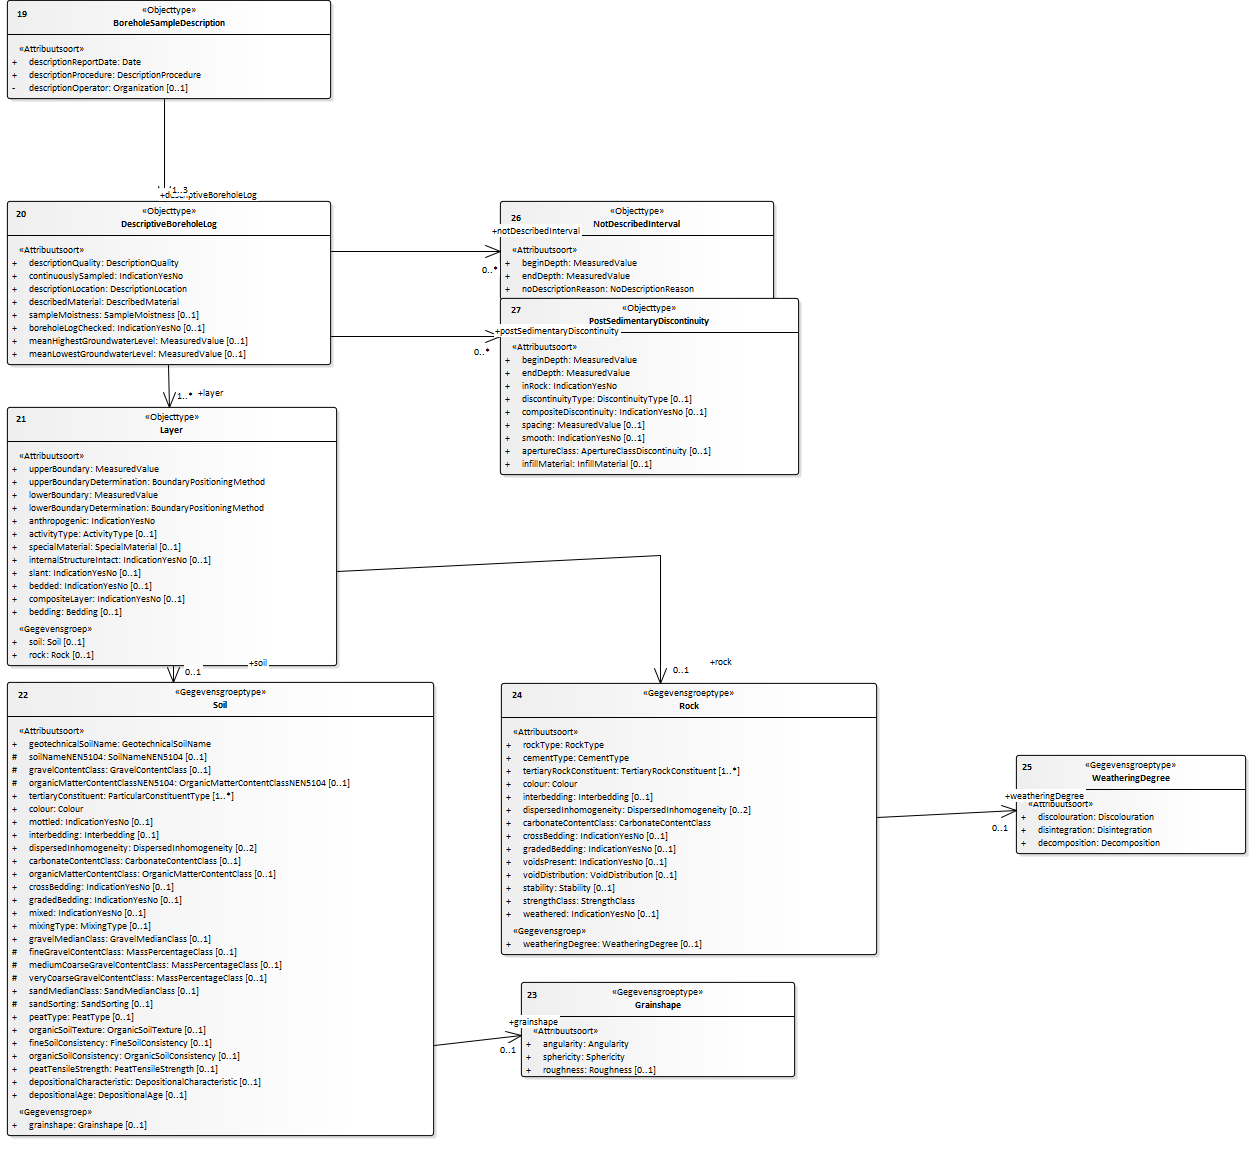 19
«Objecttype»
BoreholeSampleDescription
«Attribuutsoort»
+ descriptionReportDate: Date
+ descriptionProcedure: DescriptionProcedure
- descriptionOperator: Organization [0..1]
1..3
20
«Objecttype»
DescriptiveBoreholeLog
«Attribuutsoort»
+ descriptionQuality: DescriptionQuality
+ continuouslySampled: IndicationYesNo
+ descriptionLocation: DescriptionLocation
+ describedMaterial: DescribedMaterial
+ sampleMoistness: SampleMoistness [0..1]
+ boreholeLogChecked: IndicationYesNo [0..1]
+ meanHighestGroundwaterLevel: MeasuredValue [0..1]
+ meanLowestGroundwaterLevel: MeasuredValue [0..1]
26
«Objecttype»
NotDescribedInterval
+notDescribedInterval
0..*
«Attribuutsoort»
+ beginDepth: MeasuredValue
+ endDepth: MeasuredValue
+ noDescriptionReason: NoDescriptionReason
27
«Objecttype»
PostSedimentaryDiscontinuity
+postSedimentaryDiscontinuity
0..*
«Attribuutsoort»
+ beginDepth: MeasuredValue
+ endDepth: MeasuredValue
+ inRock: IndicationYesNo
+ discontinuityType: DiscontinuityType [0..1]
+ compositeDiscontinuity: IndicationYesNo [0..1]
+ spacing: MeasuredValue [0..1]
+ smooth: IndicationYesNo [0..1]
+ apertureClass: ApertureClassDiscontinuity [0..1]
+ infillMaterial: InfillMaterial [0..1]
1..* +layer
21
«Objecttype»
Layer
«Attribuutsoort»
+ upperBoundary: MeasuredValue
+ upperBoundaryDetermination: BoundaryPositioningMethod
+ lowerBoundary: MeasuredValue
+ lowerBoundaryDetermination: BoundaryPositioningMethod
+ anthropogenic: IndicationYesNo
+ activityType: ActivityType [0..1]
+ specialMaterial: SpecialMaterial [0..1]
+ internalStructureIntact: IndicationYesNo [0..1]
+ slant: IndicationYesNo [0..1]
+ bedded: IndicationYesNo [0..1]
+ compositeLayer: IndicationYesNo [0..1]
+ bedding: Bedding [0..1]
«Gegevensgroep»
+ soil: Soil [0..1]
+ rock: Rock [0..1]
+soil
0..1
+rock
0..1
22
«Gegevensgroeptype»
Soil
«Attribuutsoort»
+ geotechnicalSoilName: GeotechnicalSoilName
# soilNameNEN5104: SoilNameNEN5104 [0..1]
# gravelContentClass: GravelContentClass [0..1]
# organicMatterContentClassNEN5104: OrganicMatterContentClassNEN5104 [0..1]
+ tertiaryConstituent: ParticularConstituentType [1..*]
+ colour: Colour
+ mottled: IndicationYesNo [0..1]
+ interbedding: Interbedding [0..1]
+ dispersedInhomogeneity: DispersedInhomogeneity [0..2]
+ carbonateContentClass: CarbonateContentClass [0..1]
+ organicMatterContentClass: OrganicMatterContentClass [0..1]
+ crossBedding: IndicationYesNo [0..1]
+ gradedBedding: IndicationYesNo [0..1]
+ mixed: IndicationYesNo [0..1]
+ mixingType: MixingType [0..1]
+ gravelMedianClass: GravelMedianClass [0..1]
# fineGravelContentClass: MassPercentageClass [0..1]
# mediumCoarseGravelContentClass: MassPercentageClass [0..1]
# veryCoarseGravelContentClass: MassPercentageClass [0..1]
+ sandMedianClass: SandMedianClass [0..1]
# sandSorting: SandSorting [0..1]
+ peatType: PeatType [0..1]
+ organicSoilTexture: OrganicSoilTexture [0..1]
+ fineSoilConsistency: FineSoilConsistency [0..1]
+ organicSoilConsistency: OrganicSoilConsistency [0..1]
+ peatTensileStrength: PeatTensileStrength [0..1]
+ depositionalCharacteristic: DepositionalCharacteristic [0..1]
+ depositionalAge: DepositionalAge [0..1]
«Gegevensgroep»
+ grainshape: Grainshape [0..1]
24
«Gegevensgroeptype»
Rock
«Attribuutsoort»
+ rockType: RockType
+ cementType: CementType
+ tertiaryRockConstituent: TertiaryRockConstituent [1..*]
+ colour: Colour
+ interbedding: Interbedding [0..1]
+ dispersedInhomogeneity: DispersedInhomogeneity [0..2]
+ carbonateContentClass: CarbonateContentClass
+ crossBedding: IndicationYesNo [0..1]
+ gradedBedding: IndicationYesNo [0..1]
+ voidsPresent: IndicationYesNo [0..1]
+ voidDistribution: VoidDistribution [0..1]
+ stability: Stability [0..1]
+ strengthClass: StrengthClass
+ weathered: IndicationYesNo [0..1]
«Gegevensgroep»
+ weatheringDegree: WeatheringDegree [0..1]
25
«Gegevensgroeptype»
WeatheringDegree
+weatheringDegree
0..1
«Attribuutsoort»
+ discolouration: Discolouration
+ disintegration: Disintegration
+ decomposition: Decomposition
23
«Gegevensgroeptype»
Grainshape
+grainshape
0..1
«Attribuutsoort»
+ angularity: Angularity
+ sphericity: Sphericity
+ roughness: Roughness [0..1]